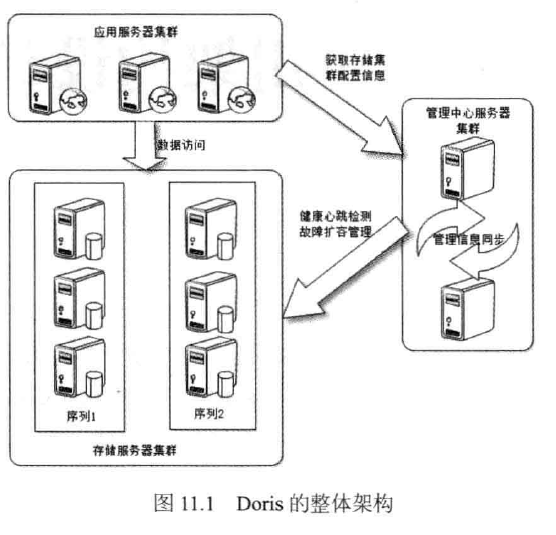 应用服务器集群
获取存储集
群配置信息
管理中心服务器
集群
数据访问
健康心跳检测
故障扩容管理
管理信息同步
序列1
序列2
存储服务器集群
图 11.1 Doris 的整体架构